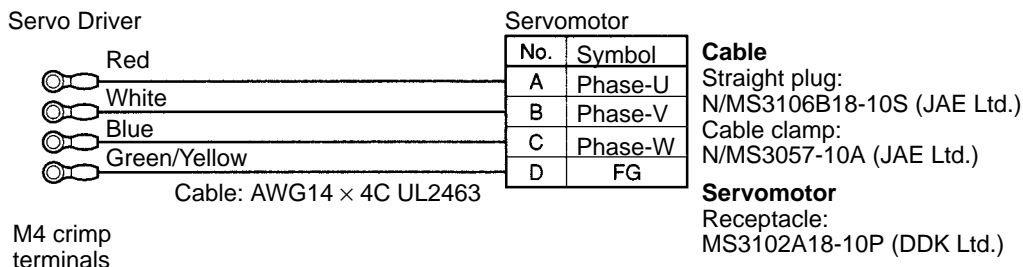 Servo Driver
Servomotor
No. Symbol
Red
A Phase-U
White
B Phase-V
Blue
C Phase-W
Green/Yellow
D FG
Cable: AWG14 × 4C UL2463
M4 crimp
terminals
Cable
Straight plug:
N/MS3106B18-10S (JAE Ltd.)
Cable clamp:
N/MS3057-10A (JAE Ltd.)
Servomotor
Receptacle:
MS3102A18-10P (DDK Ltd.)